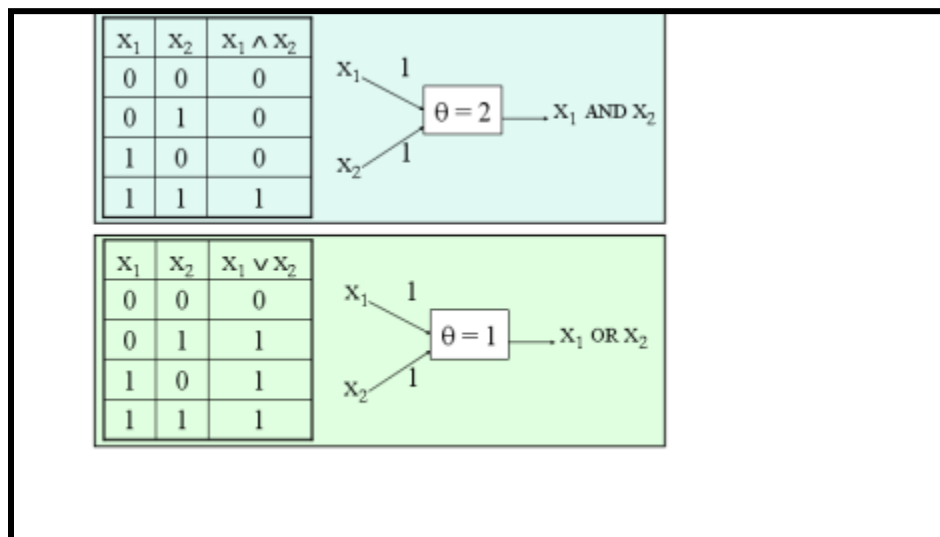 X₁ X₂ X₁ ∧ X₂
0 0 0
0 1 0
1 0 0
1 1 1
X₁ 1
θ = 2
X₁ AND X₂
X₂ 1
X₁ X₂ X₁ ∨ X₂
0 0 0
0 1 1
1 0 1
1 1 1
X₁ 1
θ = 1
X₁ OR X₂
X₂ 1